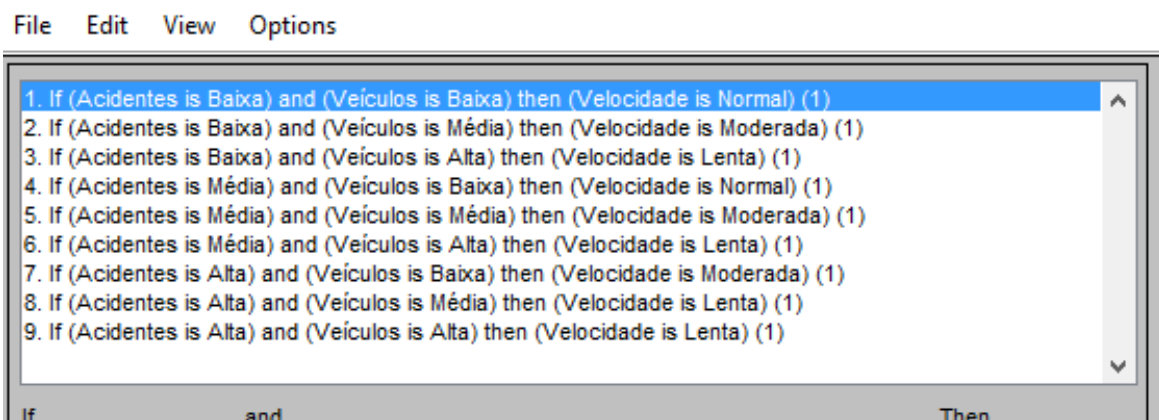 File Edit View Options
1. If (Acidentes is Baixa) and (Veículos is Baixa) then (Velocidade is Normal) (1)
2. If (Acidentes is Baixa) and (Veículos is Média) then (Velocidade is Moderada) (1)
3. If (Acidentes is Baixa) and (Veículos is Alta) then (Velocidade is Lenta) (1)
4. If (Acidentes is Média) and (Veículos is Baixa) then (Velocidade is Normal) (1)
5. If (Acidentes is Média) and (Veículos is Média) then (Velocidade is Moderada) (1)
6. If (Acidentes is Média) and (Veículos is Alta) then (Velocidade is Lenta) (1)
7. If (Acidentes is Alta) and (Veículos is Baixa) then (Velocidade is Moderada) (1)
8. If (Acidentes is Alta) and (Veículos is Média) then (Velocidade is Lenta) (1)
9. If (Acidentes is Alta) and (Veículos is Alta) then (Velocidade is Lenta) (1)
If and Then